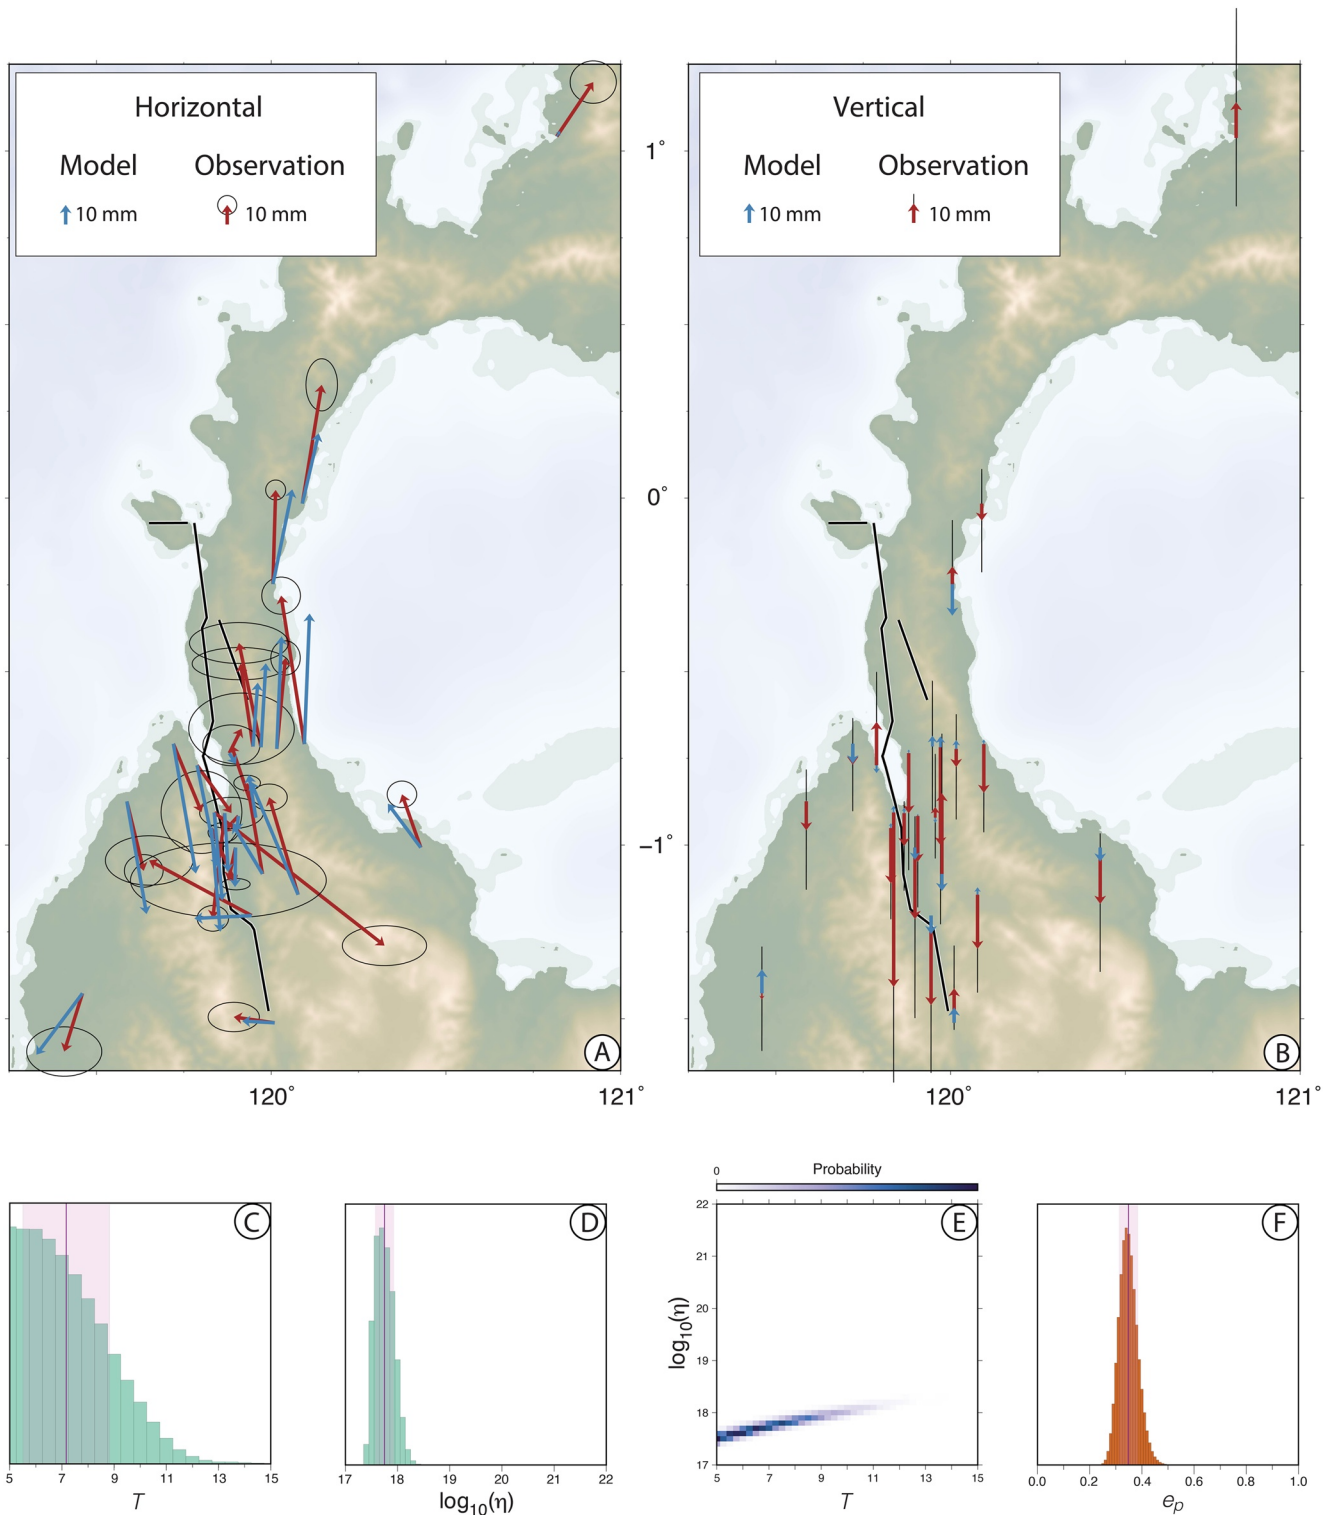 Horizontal
Model Observation
10 mm 10 mm
Vertical
Model Observation
10 mm 10 mm
1°
0°
−1°
A
B
120° 121°
120° 121°
Probability
0
C
5 7 9 11 13 15
T
D
17 18 19 20 21 22
log10(η)
E
22
21
20
19
18
17
log10(η)
5 7 9 11 13 15
T
F
0.0 0.2 0.4 0.6 0.8 1.0
ep